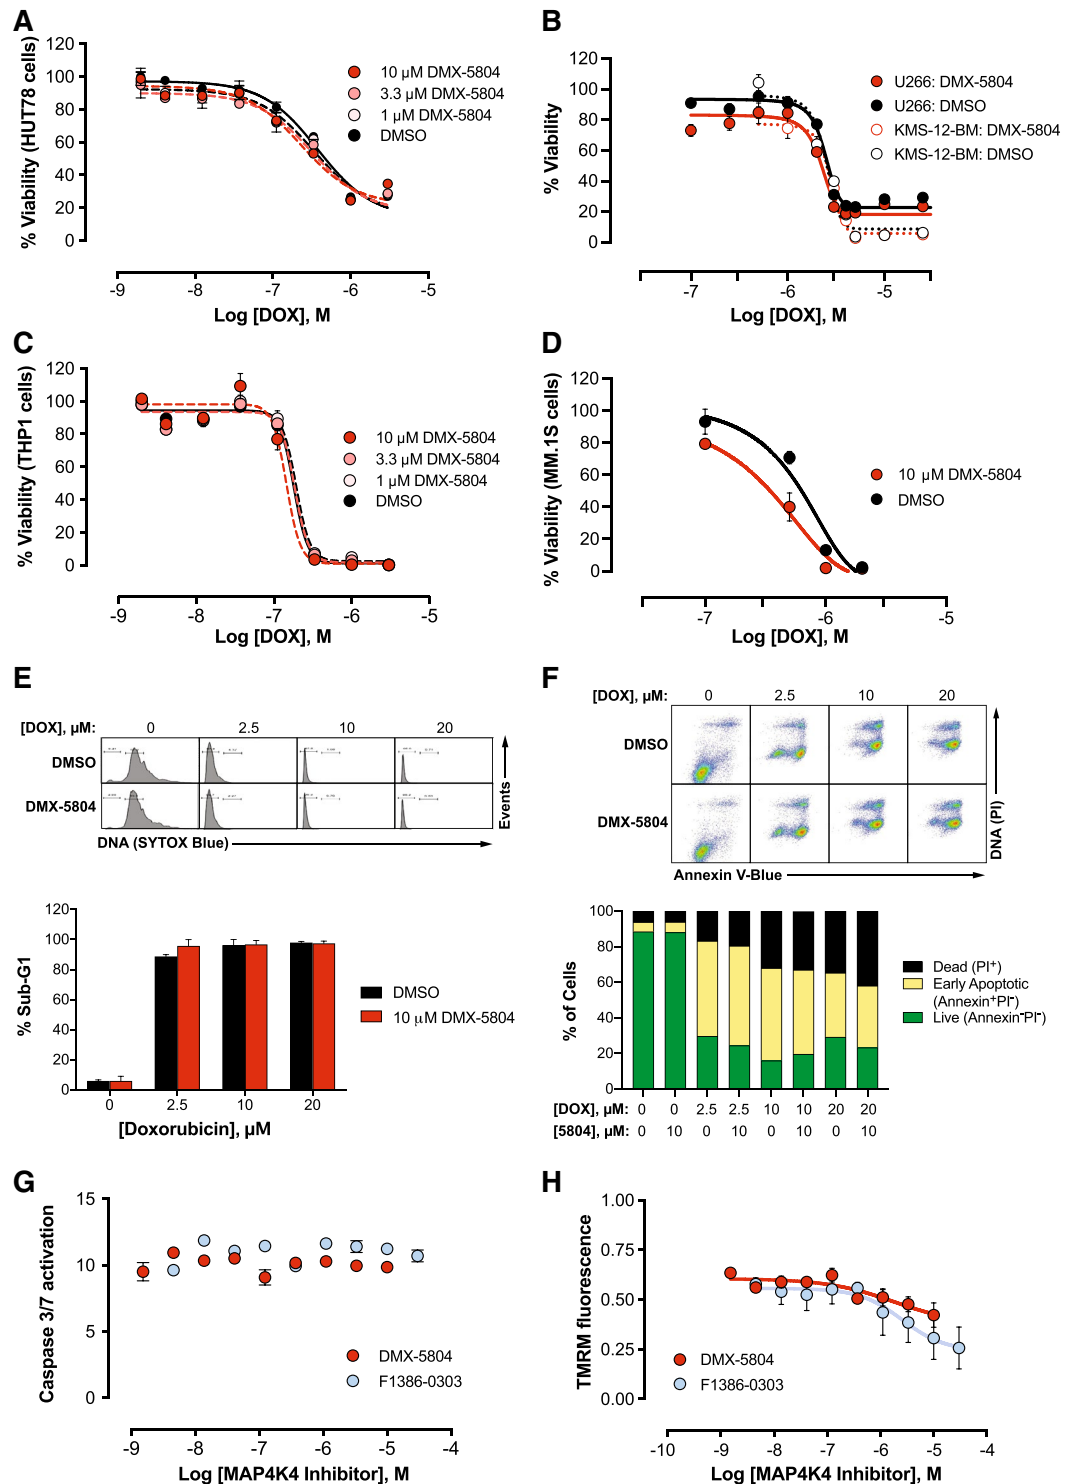 A
% Viability (HUT78 cells)
120
100
80
60
40
20
0
-9
-8
-7
-6
-5
Log [DOX], M
10 µM DMX-5804
3.3 µM DMX-5804
1 µM DMX-5804
DMSO
B
% Viability
120
100
80
60
40
20
0
-7
-6
-5
Log [DOX], M
U266: DMX-5804
U266: DMSO
KMS-12-BM: DMX-5804
KMS-12-BM: DMSO
C
% Viability (THP1 cells)
120
100
80
60
40
20
0
-9
-8
-7
-6
-5
Log [DOX], M
10 µM DMX-5804
3.3 µM DMX-5804
1 µM DMX-5804
DMSO
D
% Viability (MM.1S cells)
120
100
80
60
40
20
0
-7
-6
-5
Log [DOX], M
10 µM DMX-5804
DMSO
E
[DOX], µM: 0 2.5 10 20
DMSO
DMX-5804
Events
DNA (SYTOX Blue)
% Sub-G1
120
100
80
60
40
20
0
0 2.5 10 20
[Doxorubicin], µM
DMSO
10 µM DMX-5804
F
[DOX], µM: 0 2.5 10 20
DMSO
DMX-5804
DNA (PI)
Annexin V-Blue
% of Cells
100
80
60
40
20
0
[DOX], µM: 0 0 2.5 2.5 10 10 20 20
[5804], µM: 0 10 0 10 0 10 0 10
Dead (PI+)
Early Apoptotic
(Annexin+PI-)
Live (Annexin-PI-)
G
Caspase 3/7 activation
15
10
5
0
-9
-8
-7
-6
-5
-4
Log [MAP4K4 Inhibitor], M
DMX-5804
F1386-0303
H
TMRM fluorescence
1.00
0.75
0.50
0.25
0.00
-10
-9
-8
-7
-6
-5
-4
Log [MAP4K4 Inhibitor], M
DMX-5804
F1386-0303